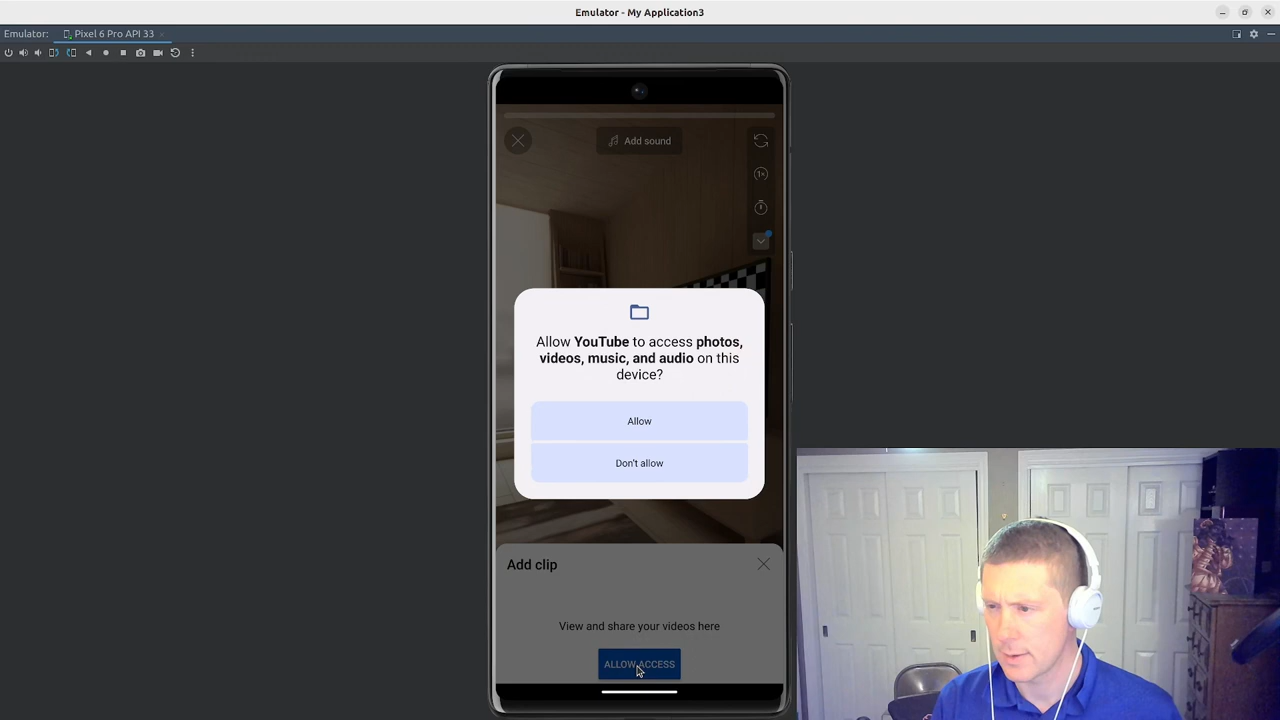 Emulator - My Application3
Emulator:
Pixel 6 Pro API 33
Add sound
1×
Allow YouTube to access photos,
videos, music, and audio on this
device?
Allow
Don't allow
Add clip
View and share your videos here
ALLOW ACCESS